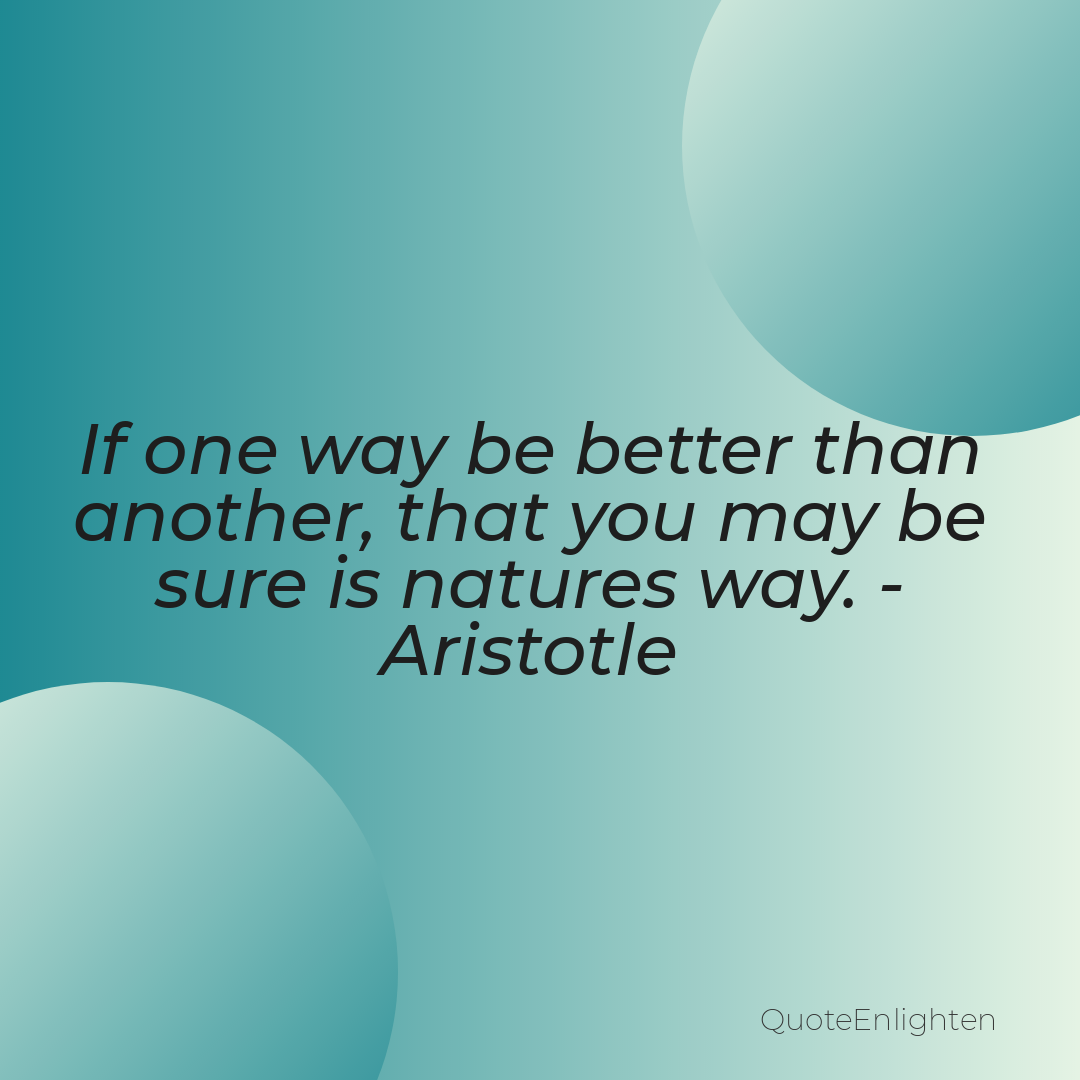 If one way be better than
another, that you may be
sure is natures way. -
Aristotle
QuoteEnlighten